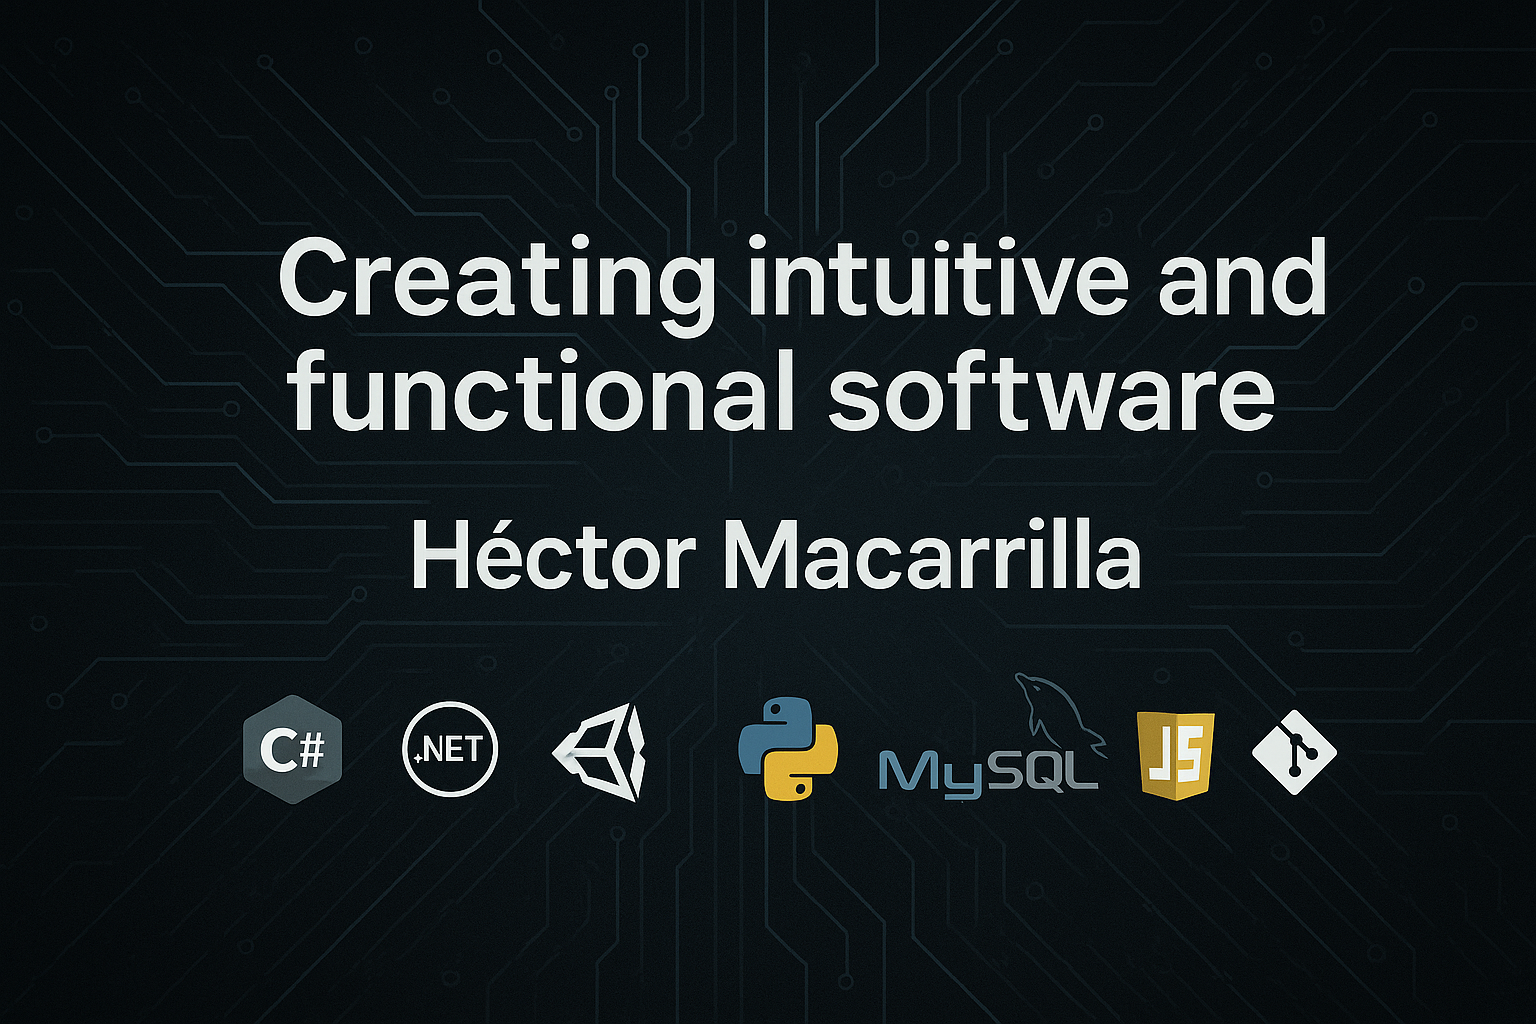 Creating intuitive and
functional software
Héctor Macarrilla
C# .NET MySQL JS